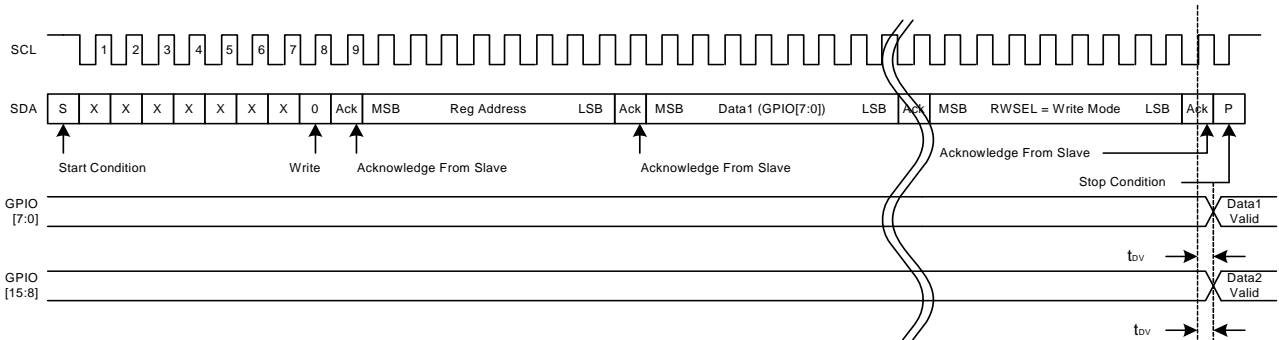 SCL 1 2 3 4 5 6 7 8 9
SDA S X X X X X X X 0 Ack MSB Reg Address LSB Ack MSB Data1 (GPIO[7:0]) LSB Ack MSB RWSEL = Write Mode LSB Ack P
Start Condition Write Acknowledge From Slave Acknowledge From Slave Acknowledge From Slave
Stop Condition
GPIO
[7:0]
Data1
Valid
tDV
GPIO
[15:8]
Data2
Valid
tDV